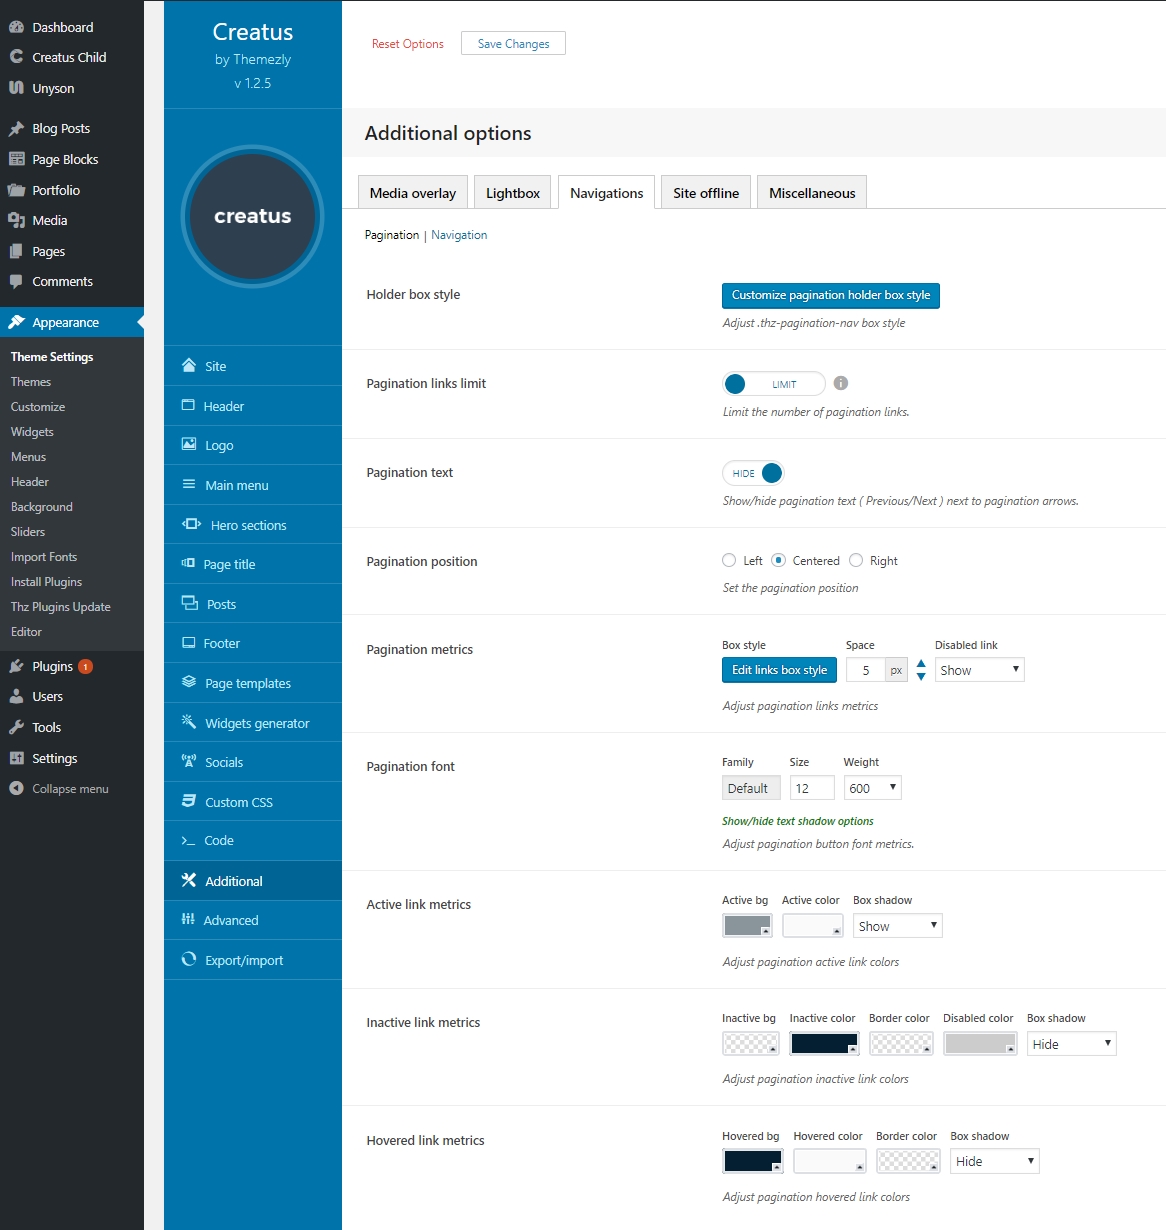 Dashboard
Creatus Child
Unyson
Blog Posts
Page Blocks
Portfolio
Media
Pages
Comments
Appearance
Theme Settings
Themes
Customize
Widgets
Menus
Header
Background
Sliders
Import Fonts
Install Plugins
Thz Plugins Update
Editor
Plugins 1
Users
Tools
Settings
Collapse menu
Creatus
by Themezly
v 1.2.5
creatus
Site
Header
Logo
Main menu
Hero sections
Page title
Posts
Footer
Page templates
Widgets generator
Socials
Custom CSS
Code
Additional
Advanced
Export/import
Reset Options Save Changes
Additional options
Media overlay Lightbox Navigations Site offline Miscellaneous
Pagination | Navigation
Holder box style Customize pagination holder box style
Adjust .thz-pagination-nav box style
Pagination links limit LIMIT i
Limit the number of pagination links.
Pagination text HIDE
Show/hide pagination text ( Previous/Next ) next to pagination arrows.
Pagination position Left Centered Right
Set the pagination position
Pagination metrics Box style Space Disabled link
Edit links box style 5 px Show
Adjust pagination links metrics
Pagination font Family Size Weight
Default 12 600
Show/hide text shadow options
Adjust pagination button font metrics.
Active link metrics Active bg Active color Box shadow
Show
Adjust pagination active link colors
Inactive link metrics Inactive bg Inactive color Border color Disabled color Box shadow
Hide
Adjust pagination inactive link colors
Hovered link metrics Hovered bg Hovered color Border color Box shadow
Hide
Adjust pagination hovered link colors